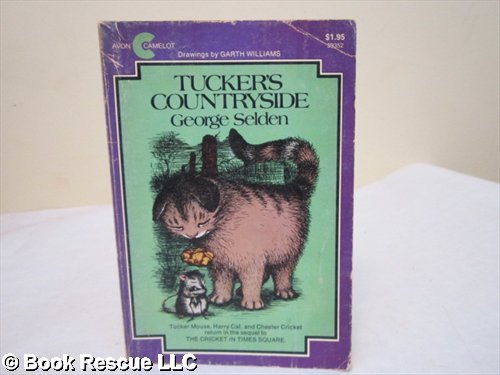 AVON CAMELOT
$1.95
Drawings by GARTH WILLIAMS
TUCKER'S
COUNTRYSIDE
George Selden
Tucker Mouse, Harry Cat, and Chester Cricket
return in the sequel to
THE CRICKET IN TIMES SQUARE.
© Book Rescue LLC